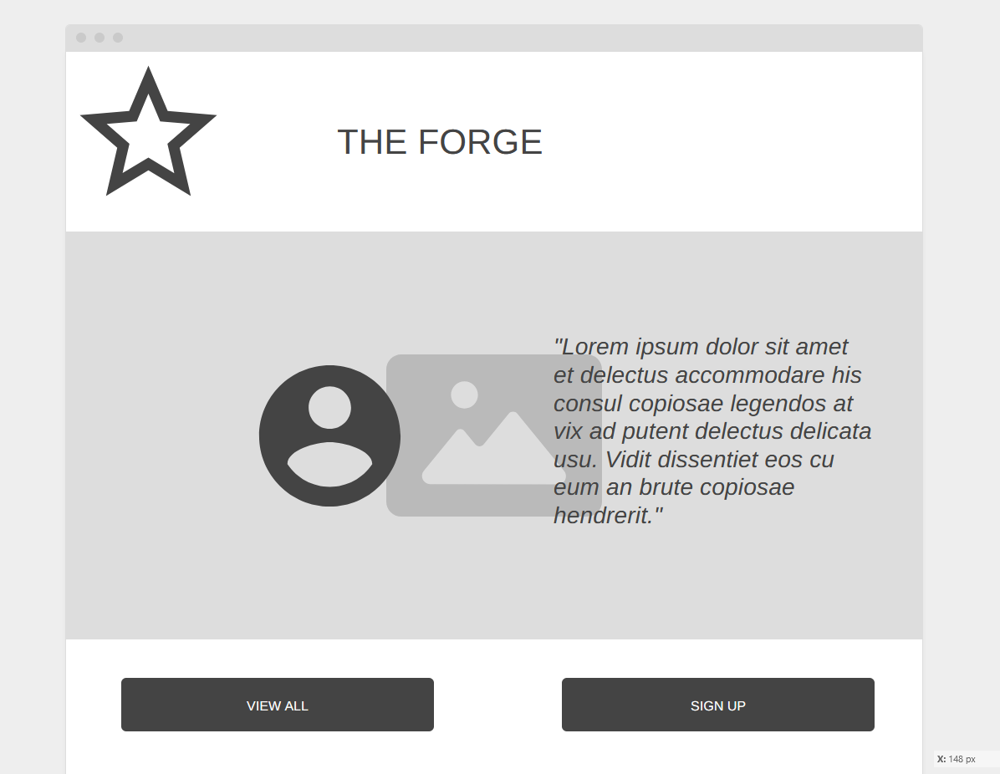 THE FORGE
"Lorem ipsum dolor sit amet
et delectus accommodare his
consul copiosae legendos at
vix ad putent delectus delicata
usu. Vidit dissentiet eos cu
eum an brute copiosae
hendrerit."
VIEW ALL
SIGN UP
X: 148 px